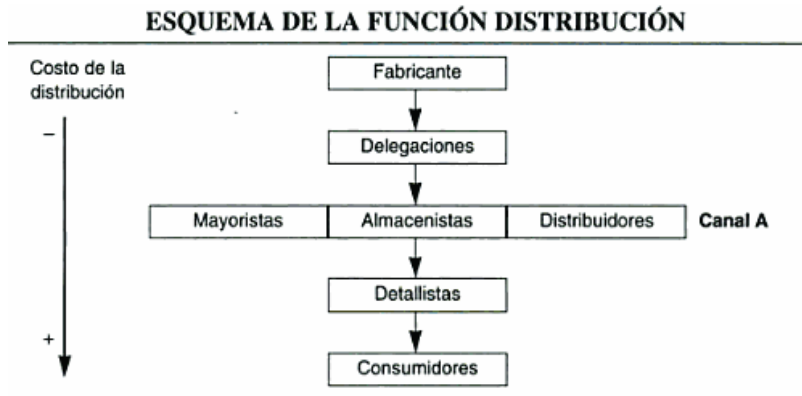 ESQUEMA DE LA FUNCIÓN DISTRIBUCIÓN
Costo de la
distribución
–
+
Fabricante
Delegaciones
Mayoristas Almacenistas Distribuidores Canal A
Detallistas
Consumidores